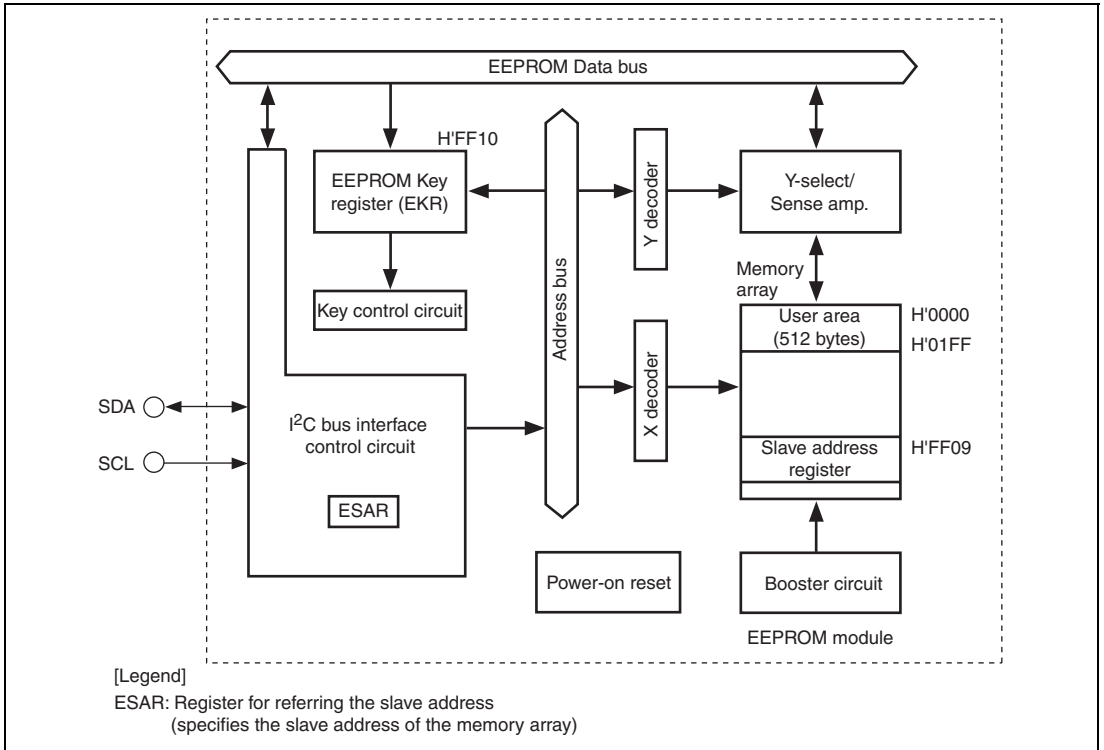 EEPROM Data bus
H'FF10
EEPROM Key
register (EKR)
Key control circuit
Address bus
Y decoder
Y-select/
Sense amp.
Memory
array
User area
(512 bytes)
H'0000
H'01FF
X decoder
Slave address
register
H'FF09
SDA
SCL
I2C bus interface
control circuit
ESAR
Power-on reset
Booster circuit
EEPROM module
[Legend]
ESAR: Register for referring the slave address
(specifies the slave address of the memory array)